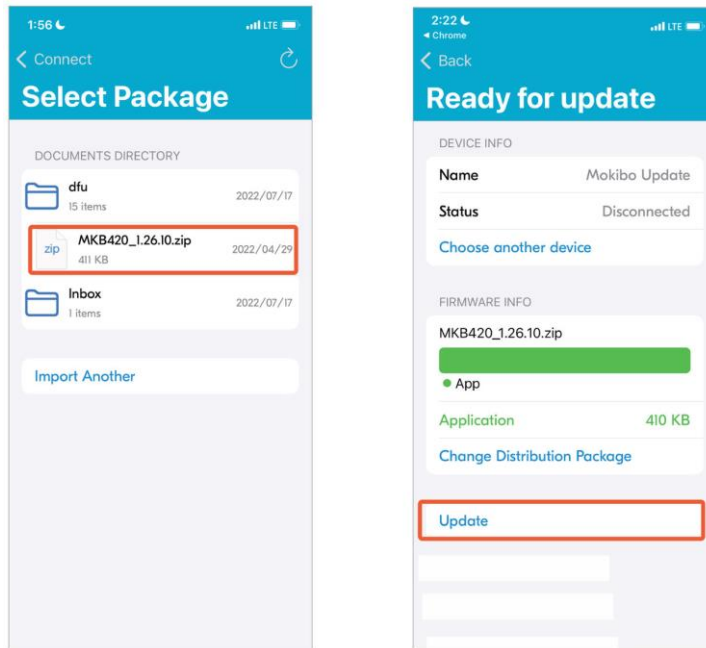 1:56
LTE
Connect
Select Package
DOCUMENTS DIRECTORY
dfu
15 items
2022/07/17
zip
MKB420_1.26.10.zip
411 KB
2022/04/29
Inbox
1 items
2022/07/17
Import Another
2:22
Chrome
LTE
Back
Ready for update
DEVICE INFO
Name Mokibo Update
Status Disconnected
Choose another device
FIRMWARE INFO
MKB420_1.26.10.zip
App
Application 410 KB
Change Distribution Package
Update